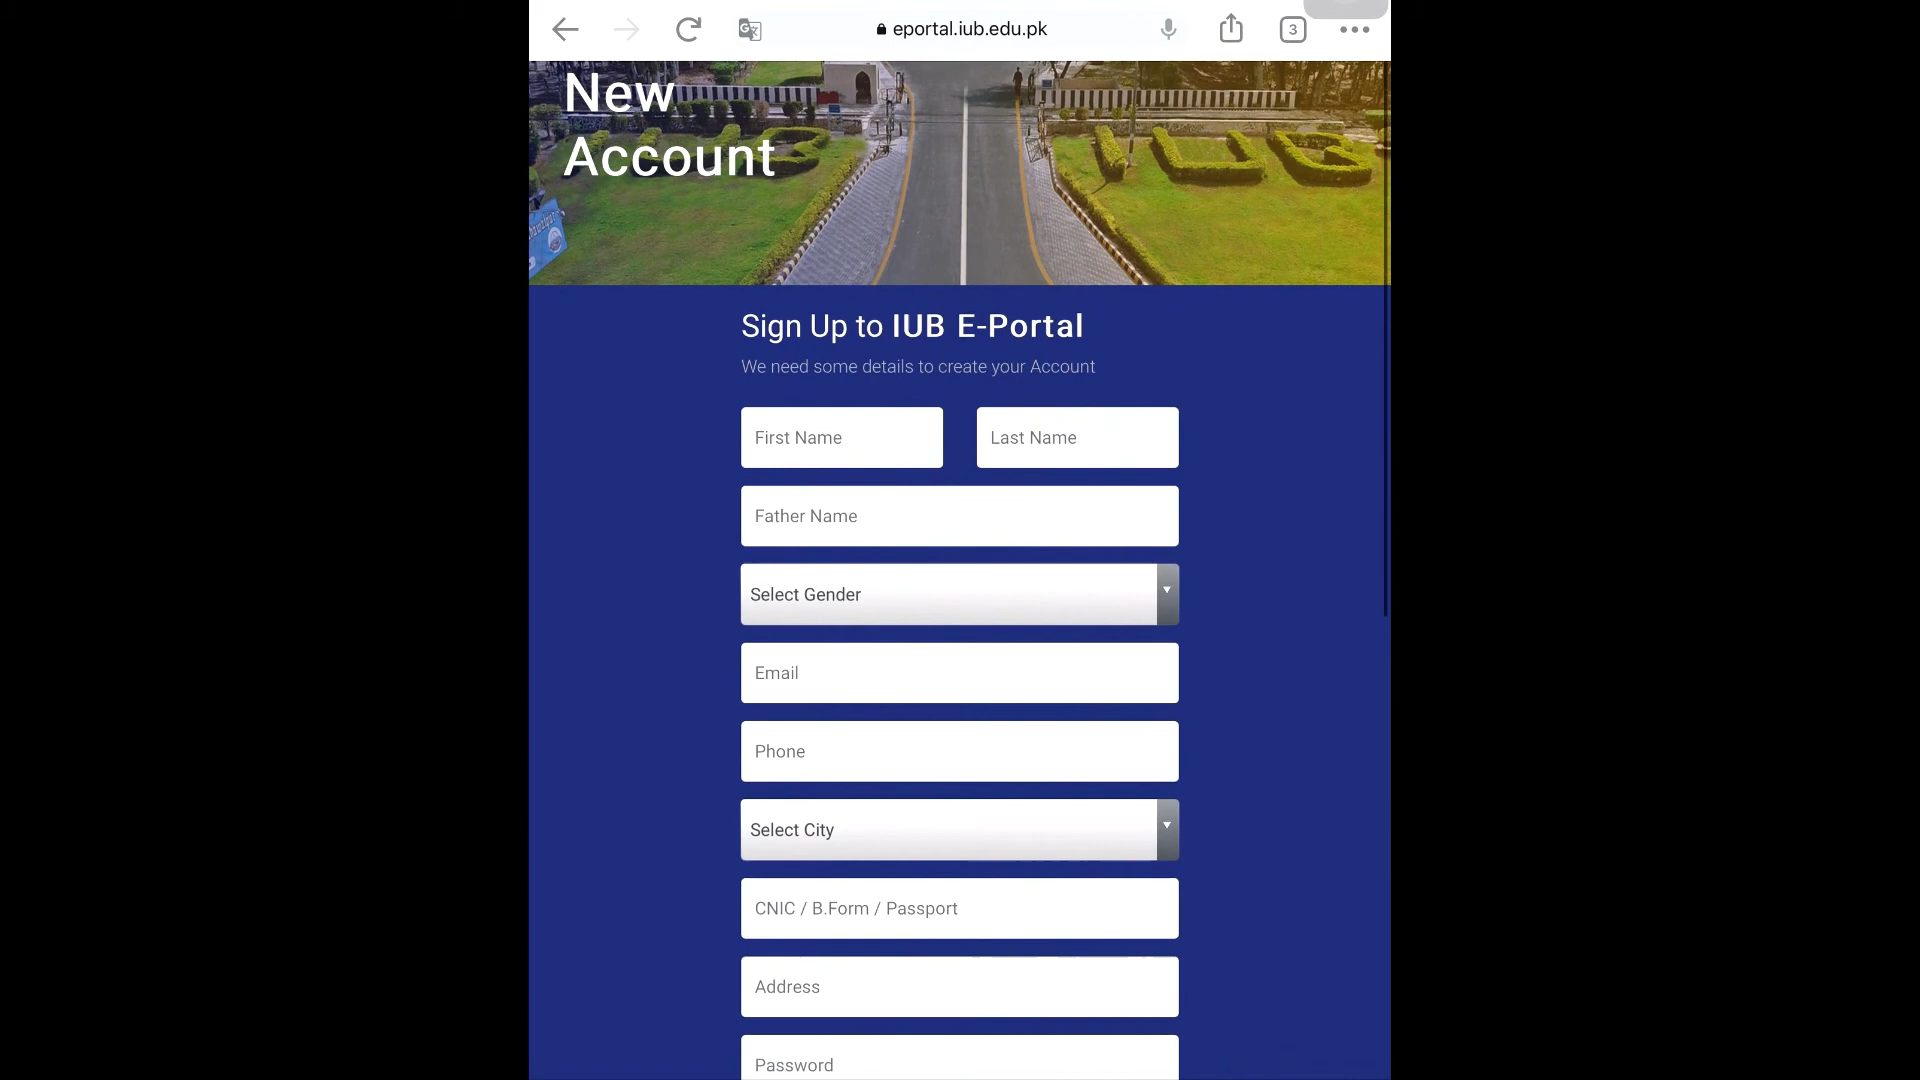 eportal.iub.edu.pk
3
New
Account
IUB
Sign Up to IUB E-Portal
We need some details to create your Account
First Name
Last Name
Father Name
Select Gender
Email
Phone
Select City
CNIC / B.Form / Passport
Address
Password